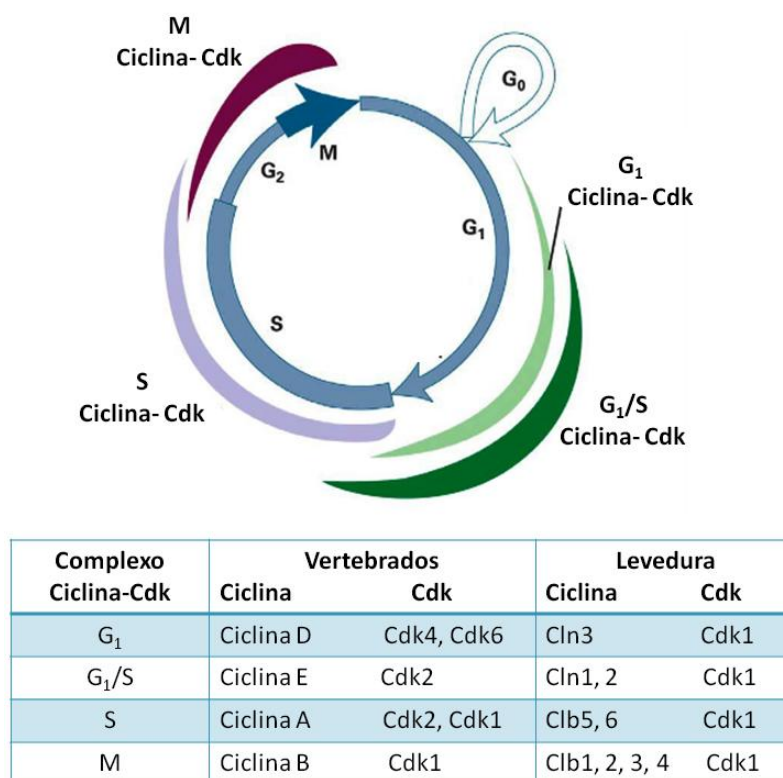 M
Ciclina- Cdk
G₀
M
G₂
G₁
Ciclina- Cdk
G₁
S
S
Ciclina- Cdk
G₁/S
Ciclina- Cdk
Complexo Vertebrados Levedura
Ciclina-Cdk Ciclina Cdk Ciclina Cdk
G₁ Ciclina D Cdk4, Cdk6 Cln3 Cdk1
G₁/S Ciclina E Cdk2 Cln1, 2 Cdk1
S Ciclina A Cdk2, Cdk1 Clb5, 6 Cdk1
M Ciclina B Cdk1 Clb1, 2, 3, 4 Cdk1